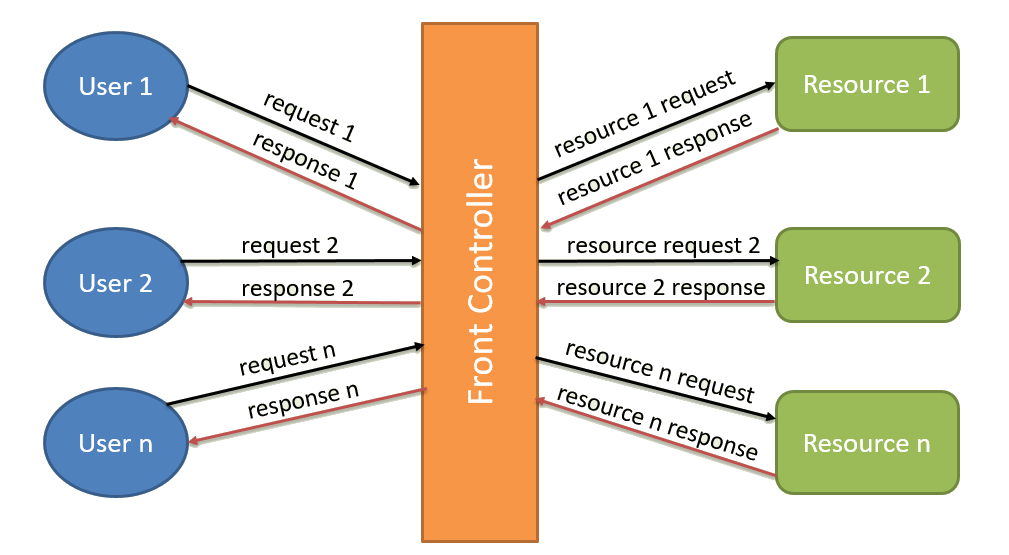 User 1
request 1
response 1
resource 1 request
resource 1 response
Resource 1
Front Controller
User 2
request 2
response 2
resource request 2
resource 2 response
Resource 2
User n
request n
response n
resource n request
resource n response
Resource n